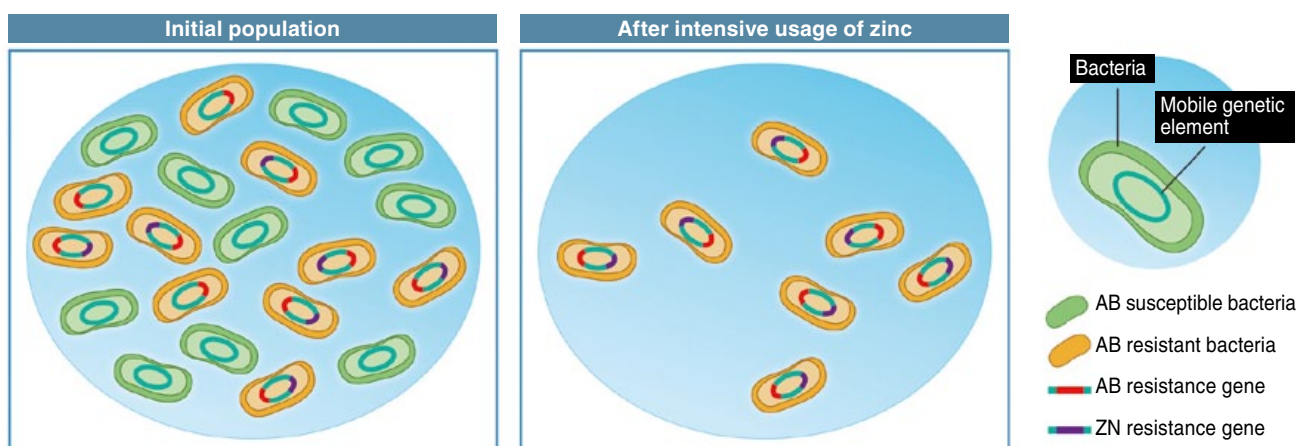 Initial population
After intensive usage of zinc
Bacteria
Mobile genetic
element
AB susceptible bacteria
AB resistant bacteria
AB resistance gene
ZN resistance gene